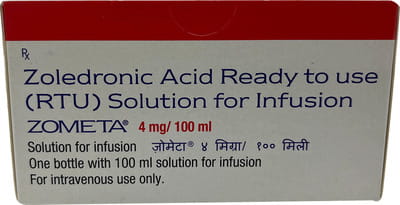 Rx
Zoledronic Acid Ready to use
(RTU) Solution for Infusion
ZOMETA® 4 mg/ 100 ml
Solution for infusion ज़ोमेटा® ४ मिग्रा/ १०० मिली
One bottle with 100 ml solution for infusion
For intravenous use only.